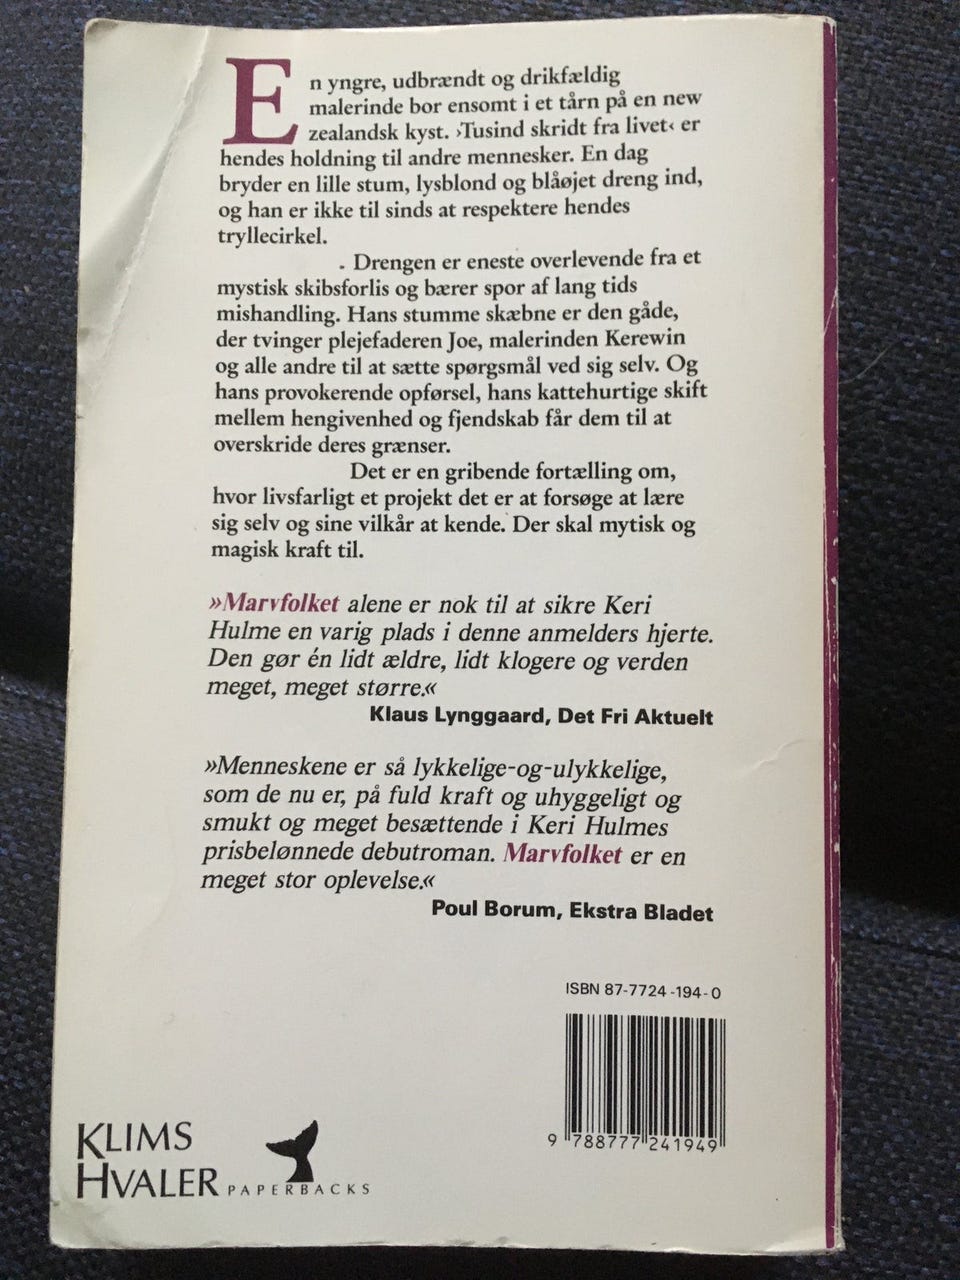 En yngre, udbrændt og drikfældig
malerinde bor ensomt i et tårn på en new
zealandsk kyst. ›Tusind skridt fra livet‹ er
hendes holdning til andre mennesker. En dag
bryder en lille stum, lysblond og blåøjet dreng ind,
og han er ikke til sinds at respektere hendes
tryllecirkel.
Drengen er eneste overlevende fra et
mystisk skibsforlis og bærer spor af lang tids
mishandling. Hans stumme skæbne er den gåde,
der tvinger plejefaderen Joe, malerinden Kerewin
og alle andre til at sætte spørgsmål ved sig selv. Og
hans provokerende opførsel, hans kattehurtige skift
mellem hengivenhed og fjendskab får dem til at
overskride deres grænser.
Det er en gribende fortælling om,
hvor livsfarligt et projekt det er at forsøge at lære
sig selv og sine vilkår at kende. Der skal mytisk og
magisk kraft til.
»Marvfolket alene er nok til at sikre Keri
Hulme en varig plads i denne anmelders hjerte.
Den gør én lidt ældre, lidt klogere og verden
meget, meget større.«
Klaus Lynggaard, Det Fri Aktuelt
»Menneskene er så lykkelige-og-ulykkelige,
som de nu er, på fuld kraft og uhyggeligt og
smukt og meget besættende i Keri Hulmes
prisbelønnede debutroman. Marvfolket er en
meget stor oplevelse.«
Poul Borum, Ekstra Bladet
ISBN 87-7724-194-0
9 788777 241949
KLIMS
HVALER PAPERBACKS